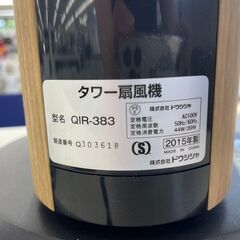 タワー扇風機
株式会社 ドウシシャ
型名 QIR-383
定格電圧 AC100V
定格周波数 50Hz/60Hz
定格消費電力 44W/39W
製造番号 Q303618
S
2015年製
株式会社 ドウシシャ
MADE IN CHINA